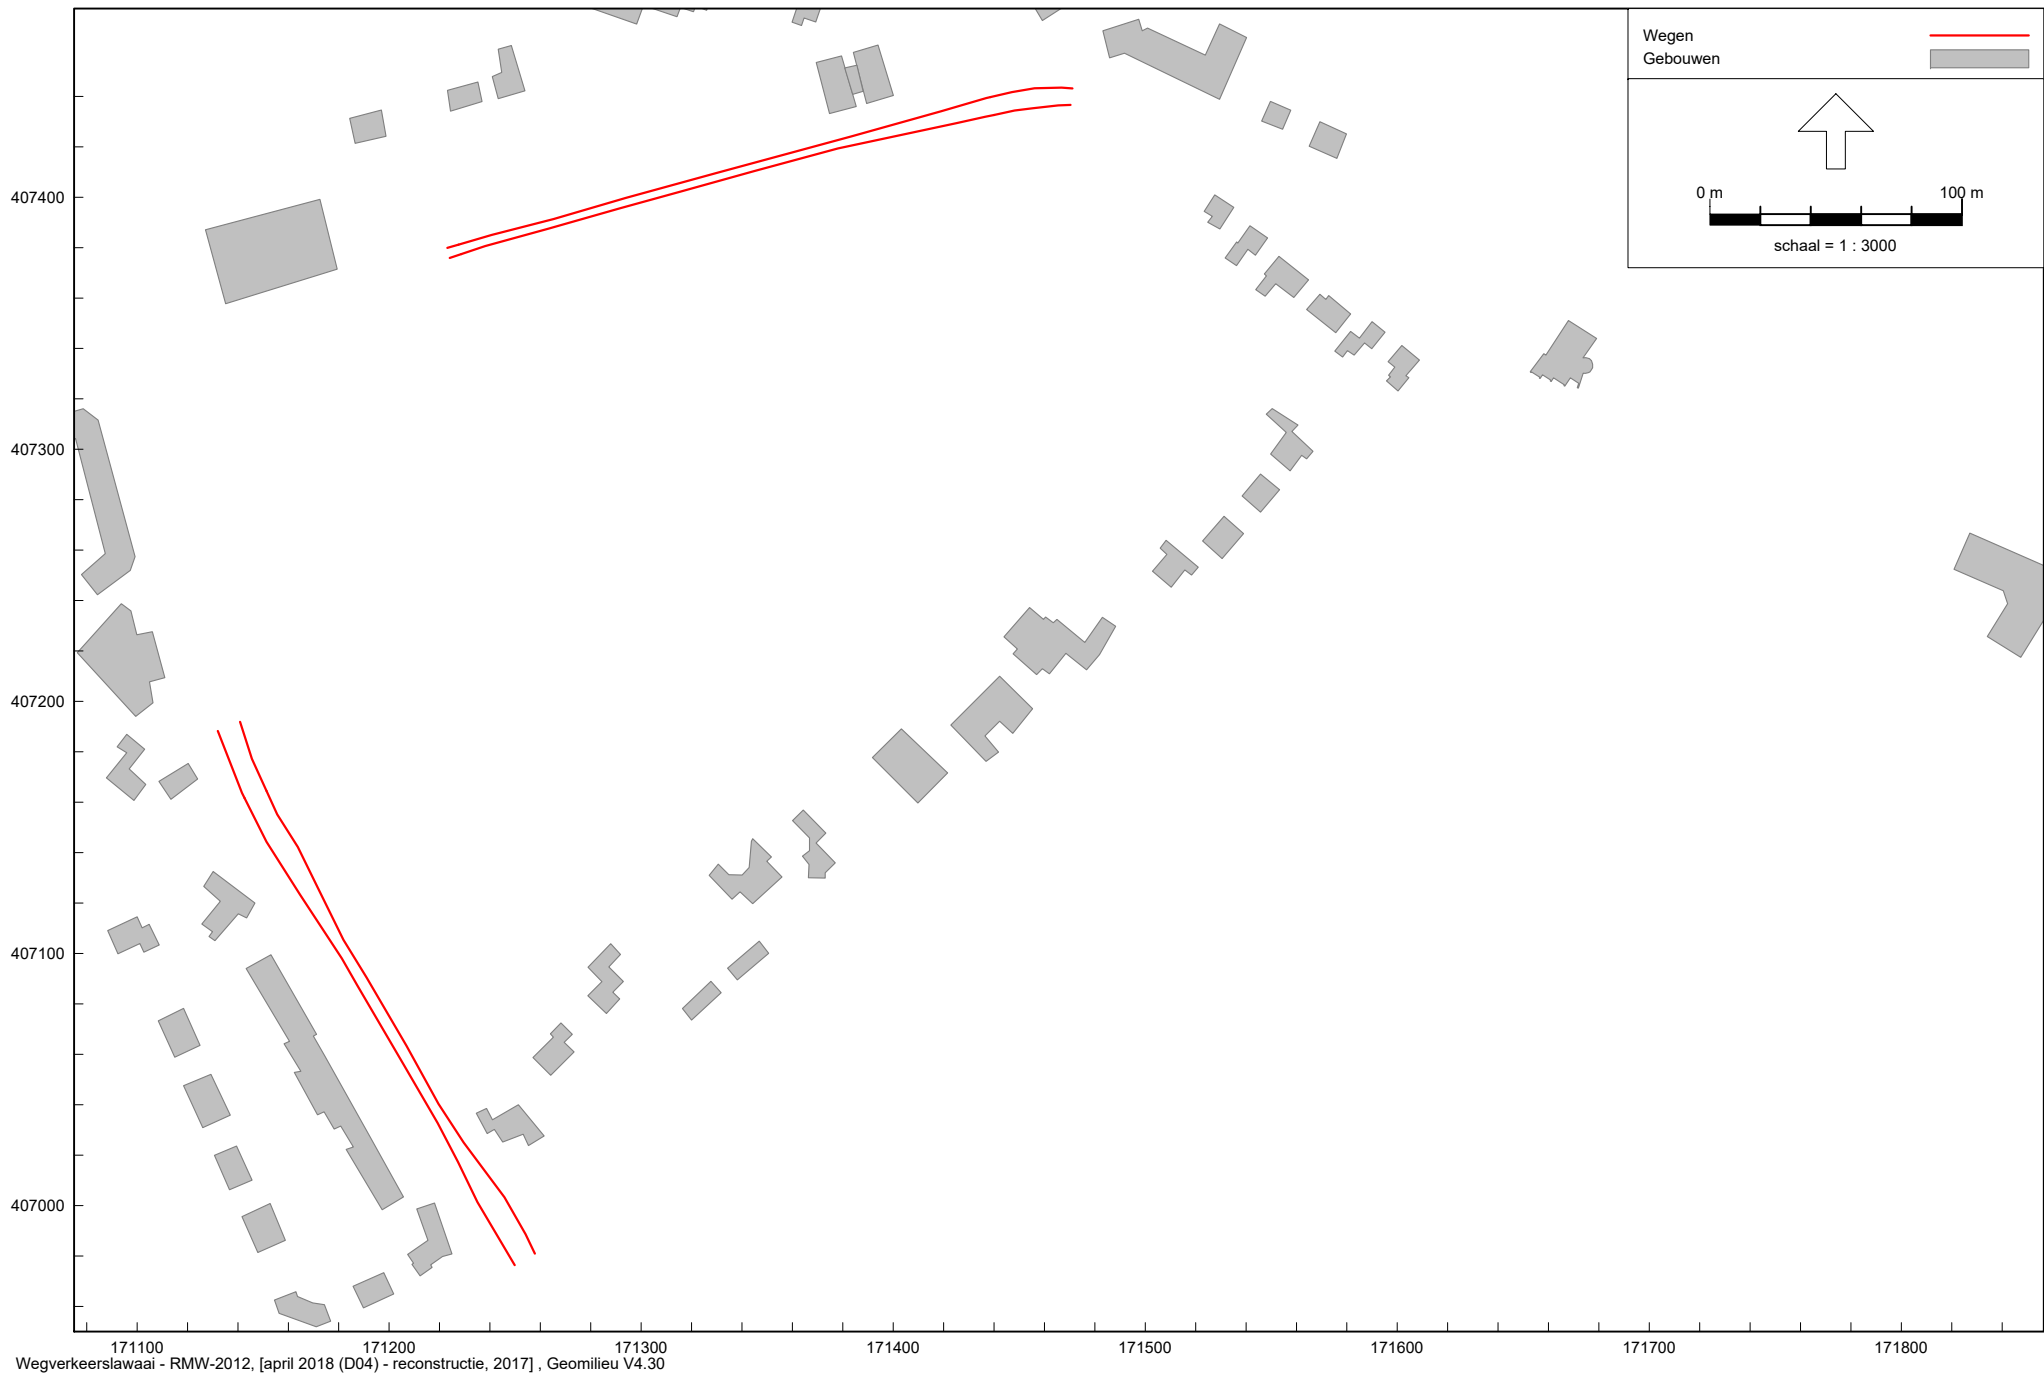 Wegen
Gebouwen
0 m 100 m
schaal = 1 : 3000
407400
407300
407200
407100
407000
171100 171200 171300 171400 171500 171600 171700 171800
Wegverkeerslawaai - RMW-2012, [april 2018 (D04) - reconstructie, 2017] , Geomilieu V4.30